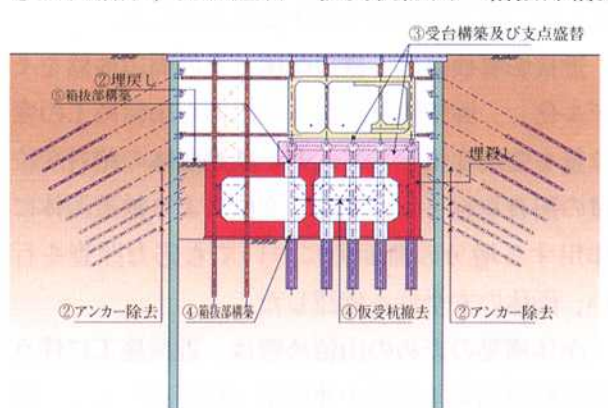 ③受台構築及び支点盛替
②埋戻し
⑤箱抜部構築
埋殺し
②アンカー除去
④箱抜部構築
④仮受杭撤去
②アンカー除去